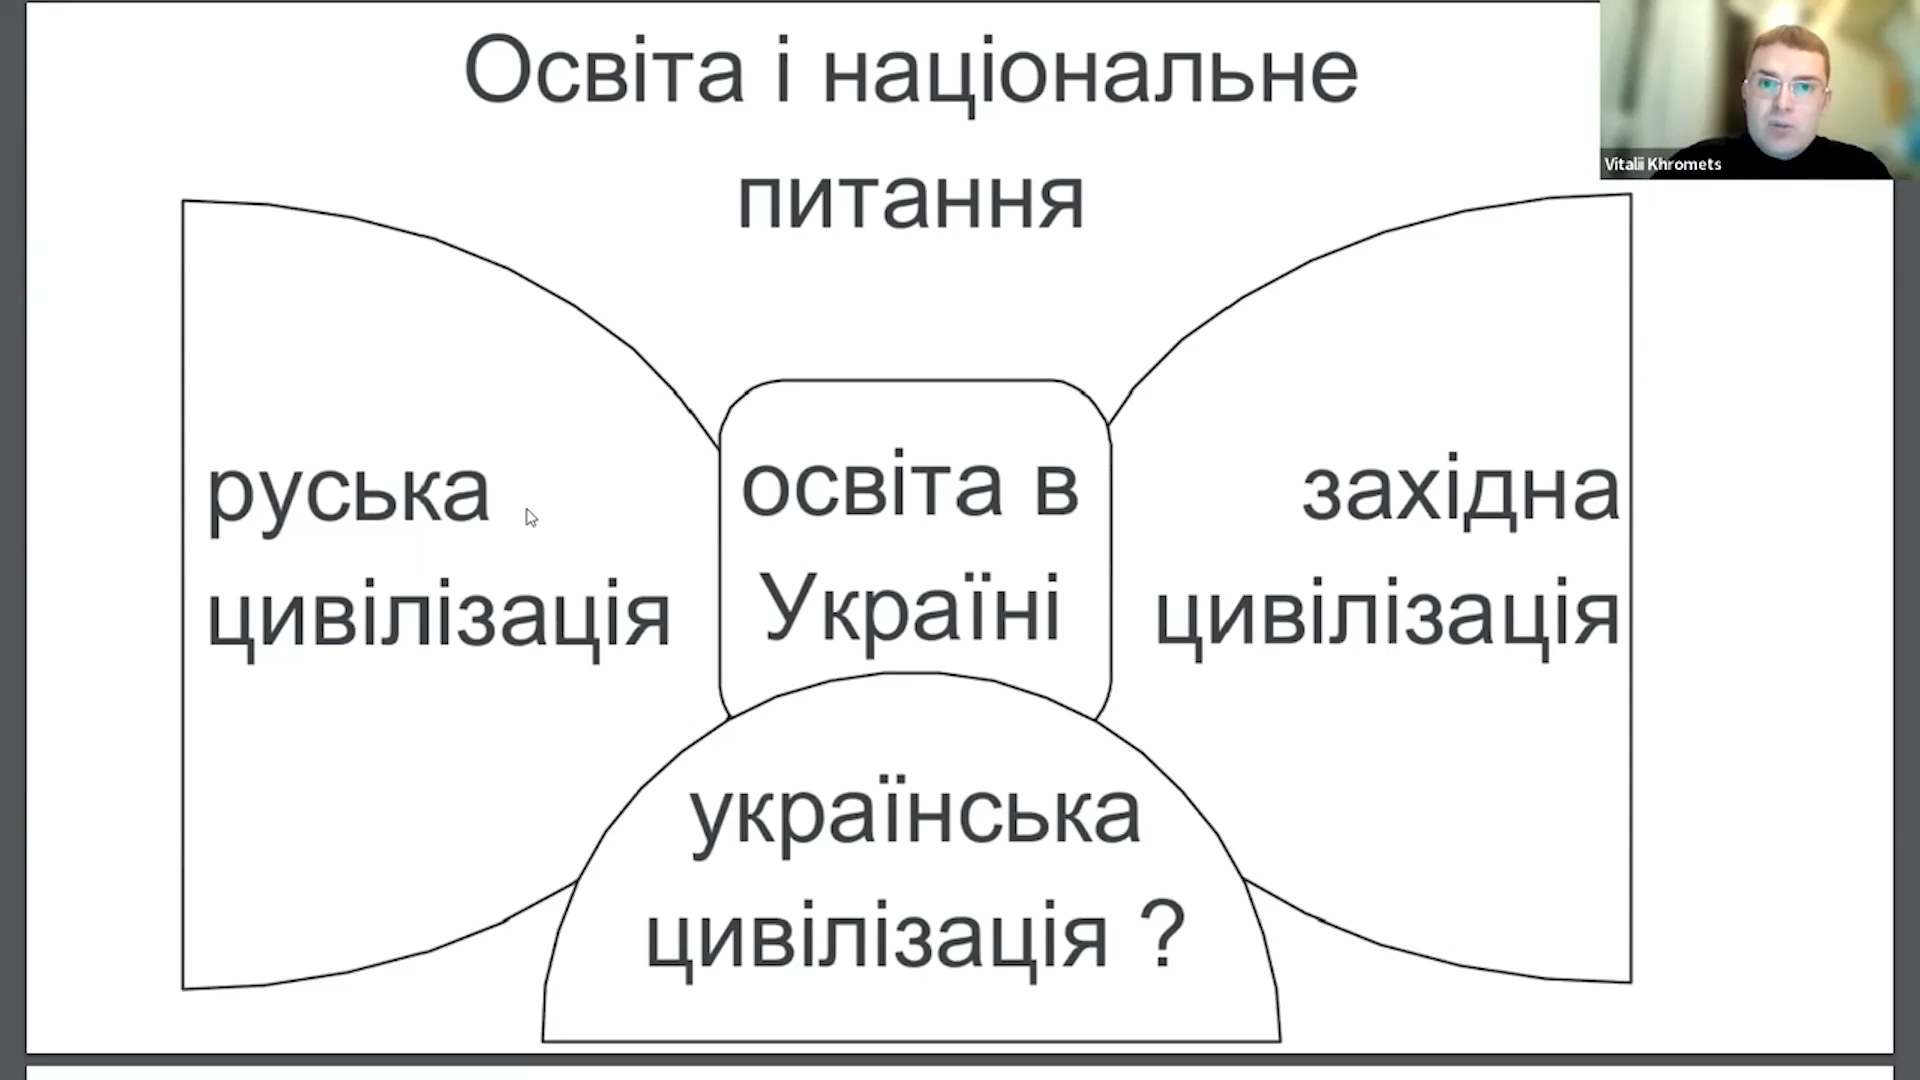 Освіта і національне
питання
Vitalii Khromets
руська
цивілізація
освіта в
Україні
західна
цивілізація
українська
цивілізація ?